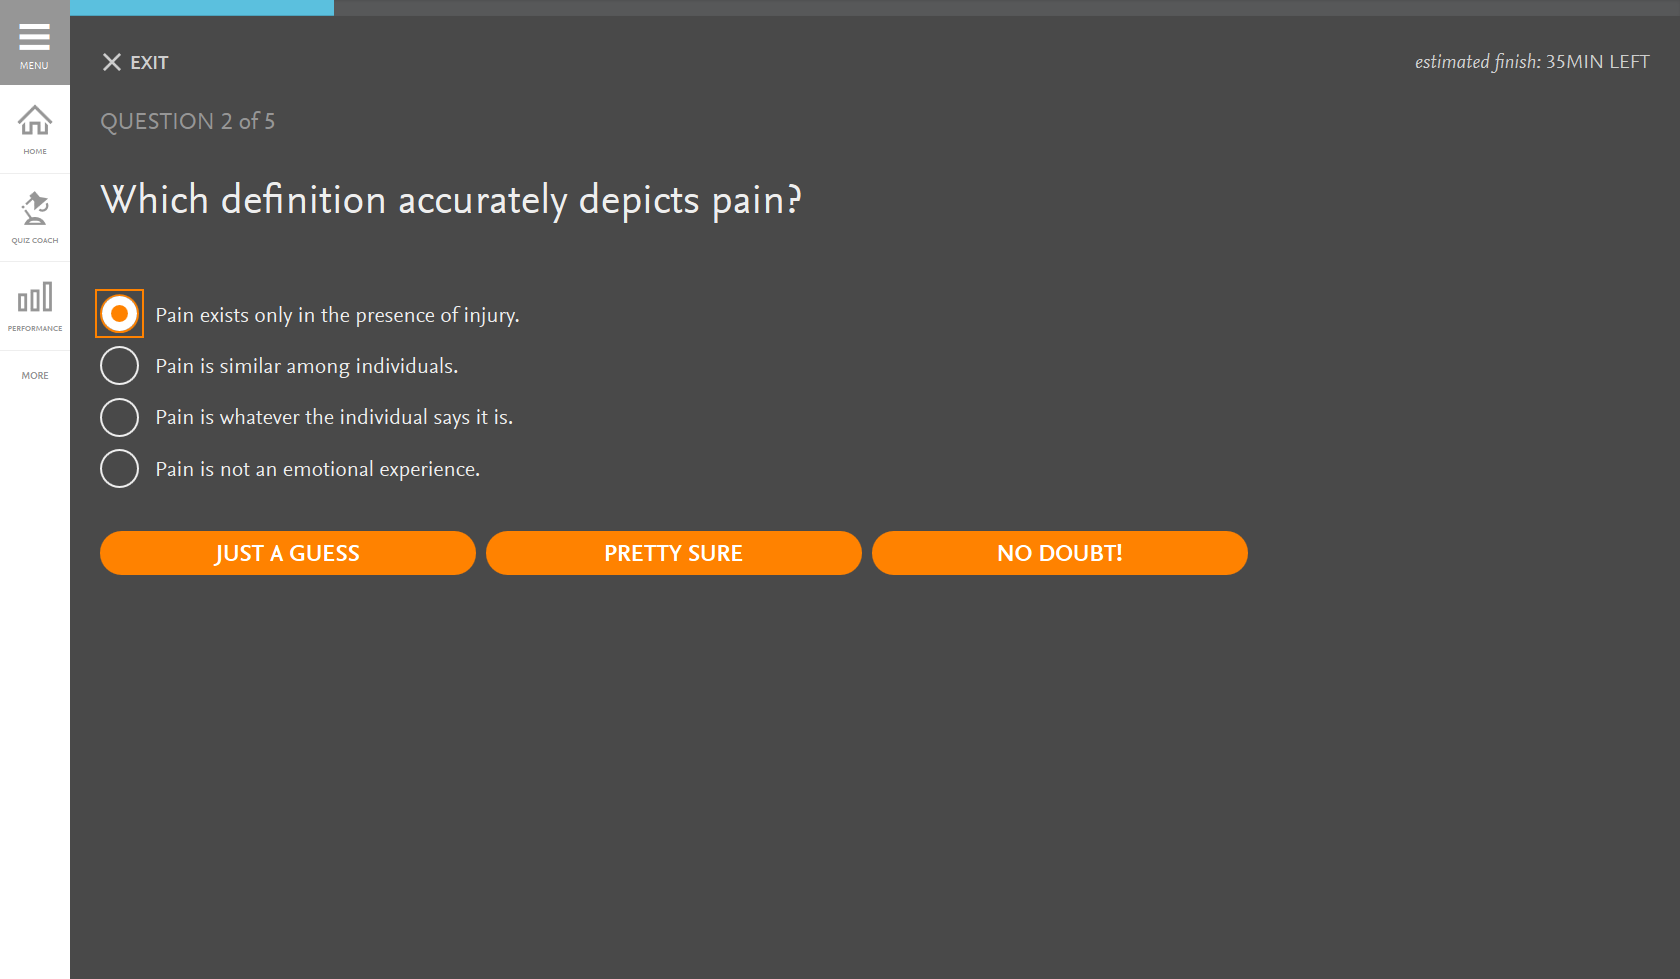 MENU
HOME
QUIZ COACH
PERFORMANCE
MORE
EXIT
estimated finish: 35MIN LEFT
QUESTION 2 of 5
Which definition accurately depicts pain?
Pain exists only in the presence of injury.
Pain is similar among individuals.
Pain is whatever the individual says it is.
Pain is not an emotional experience.
JUST A GUESS
PRETTY SURE
NO DOUBT!